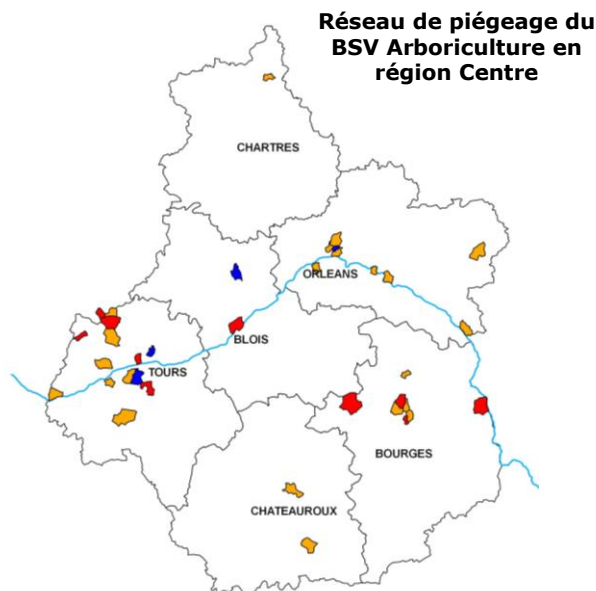 Réseau de piégeage du
BSV Arboriculture en
région Centre
CHARTRES
ORLEANS
BLOIS
TOURS
BOURGES
CHATEAUROUX